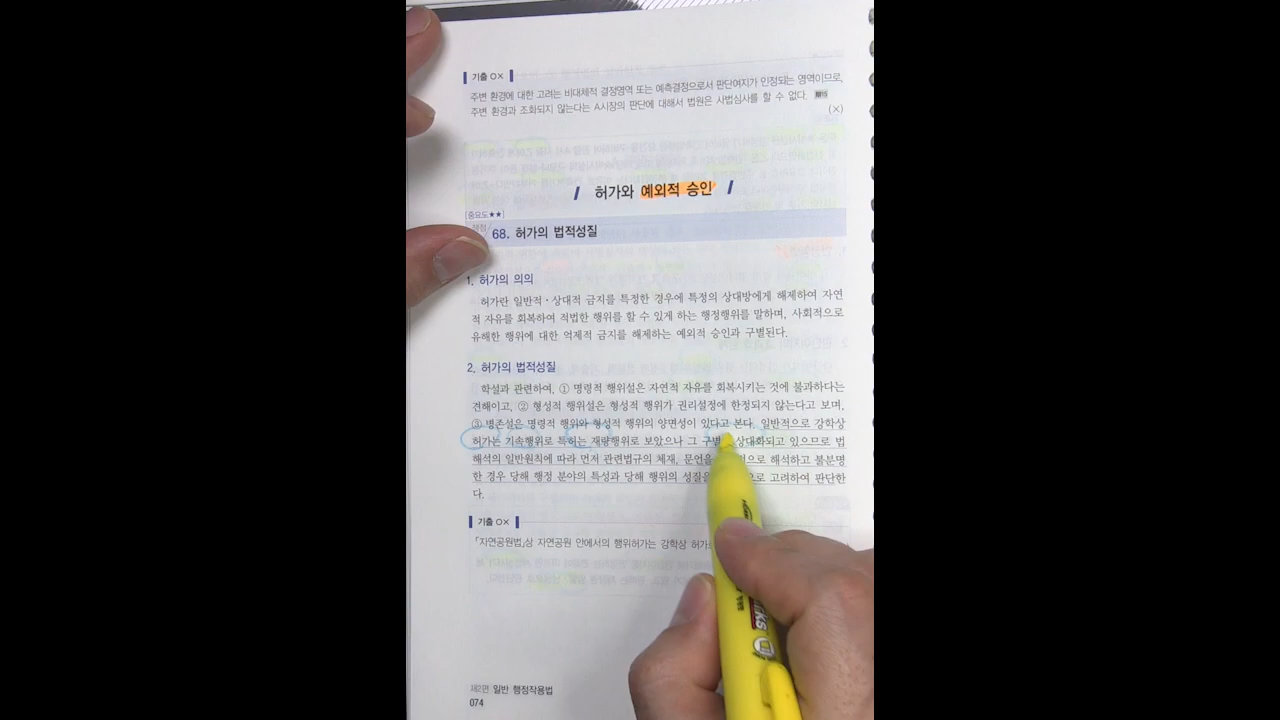 기출 OX
주변 환경에 대한 고려는 비대체적 결정영역 또는 예측결정으로서 판단여지가 인정되는 영역이므로,
주변 환경과 조화되지 않는다는 A시장의 판단에 대해서 법원은 사법심사를 할 수 없다.
(×)
허가와 예외적 승인
[중요도★★]
68. 허가의 법적성질
1. 허가의 의의
허가란 일반적·상대적 금지를 특정한 경우에 특정의 상대방에게 해제하여 자연
적 자유를 회복하여 적법한 행위를 할 수 있게 하는 행정행위를 말하며, 사회적으로
유해한 행위에 대한 억제적 금지를 해제하는 예외적 승인과 구별된다.
2. 허가의 법적성질
학설과 관련하여, ① 명령적 행위설은 자연적 자유를 회복시키는 것에 불과하다는
견해이고, ② 형성적 행위설은 형성적 행위가 권리설정에 한정되지 않는다고 보며,
③ 병존설은 명령적 행위와 형성적 행위의 양면성이 있다고 본다. 일반적으로 강학상
허가는 기속행위로 특허는 재량행위로 보았으나 그 구별 상대화되고 있으므로 법
해석의 일반원칙에 따라 먼저 관련법규의 체재, 문언을 으로 해석하고 불분명
한 경우 당해 행정 분야의 특성과 당해 행위의 성질을 으로 고려하여 판단한
다.
기출 OX
「자연공원법」상 자연공원 안에서의 행위허가는 강학상 허가
제2편 일반 행정작용법
074